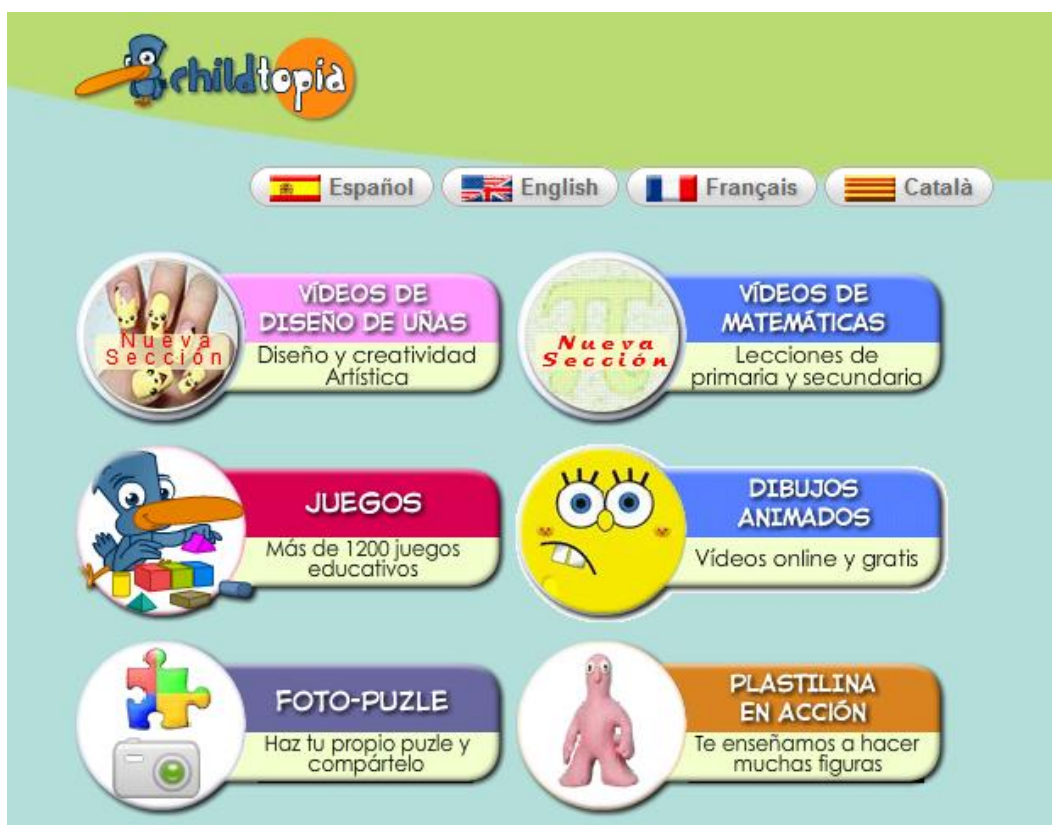 childtopia
Español
English
Français
Català
VÍDEOS DE
DISEÑO DE UÑAS
Nueva
Sección
Diseño y creatividad
Artística
VÍDEOS DE
MATEMÁTICAS
Nueva
Sección
Lecciones de
primaria y secundaria
JUEGOS
Más de 1200 juegos
educativos
DIBUJOS
ANIMADOS
Vídeos online y gratis
FOTO-PUZLE
Haz tu propio puzle y
compártelo
PLASTILINA
EN ACCIÓN
Te enseñamos a hacer
muchas figuras